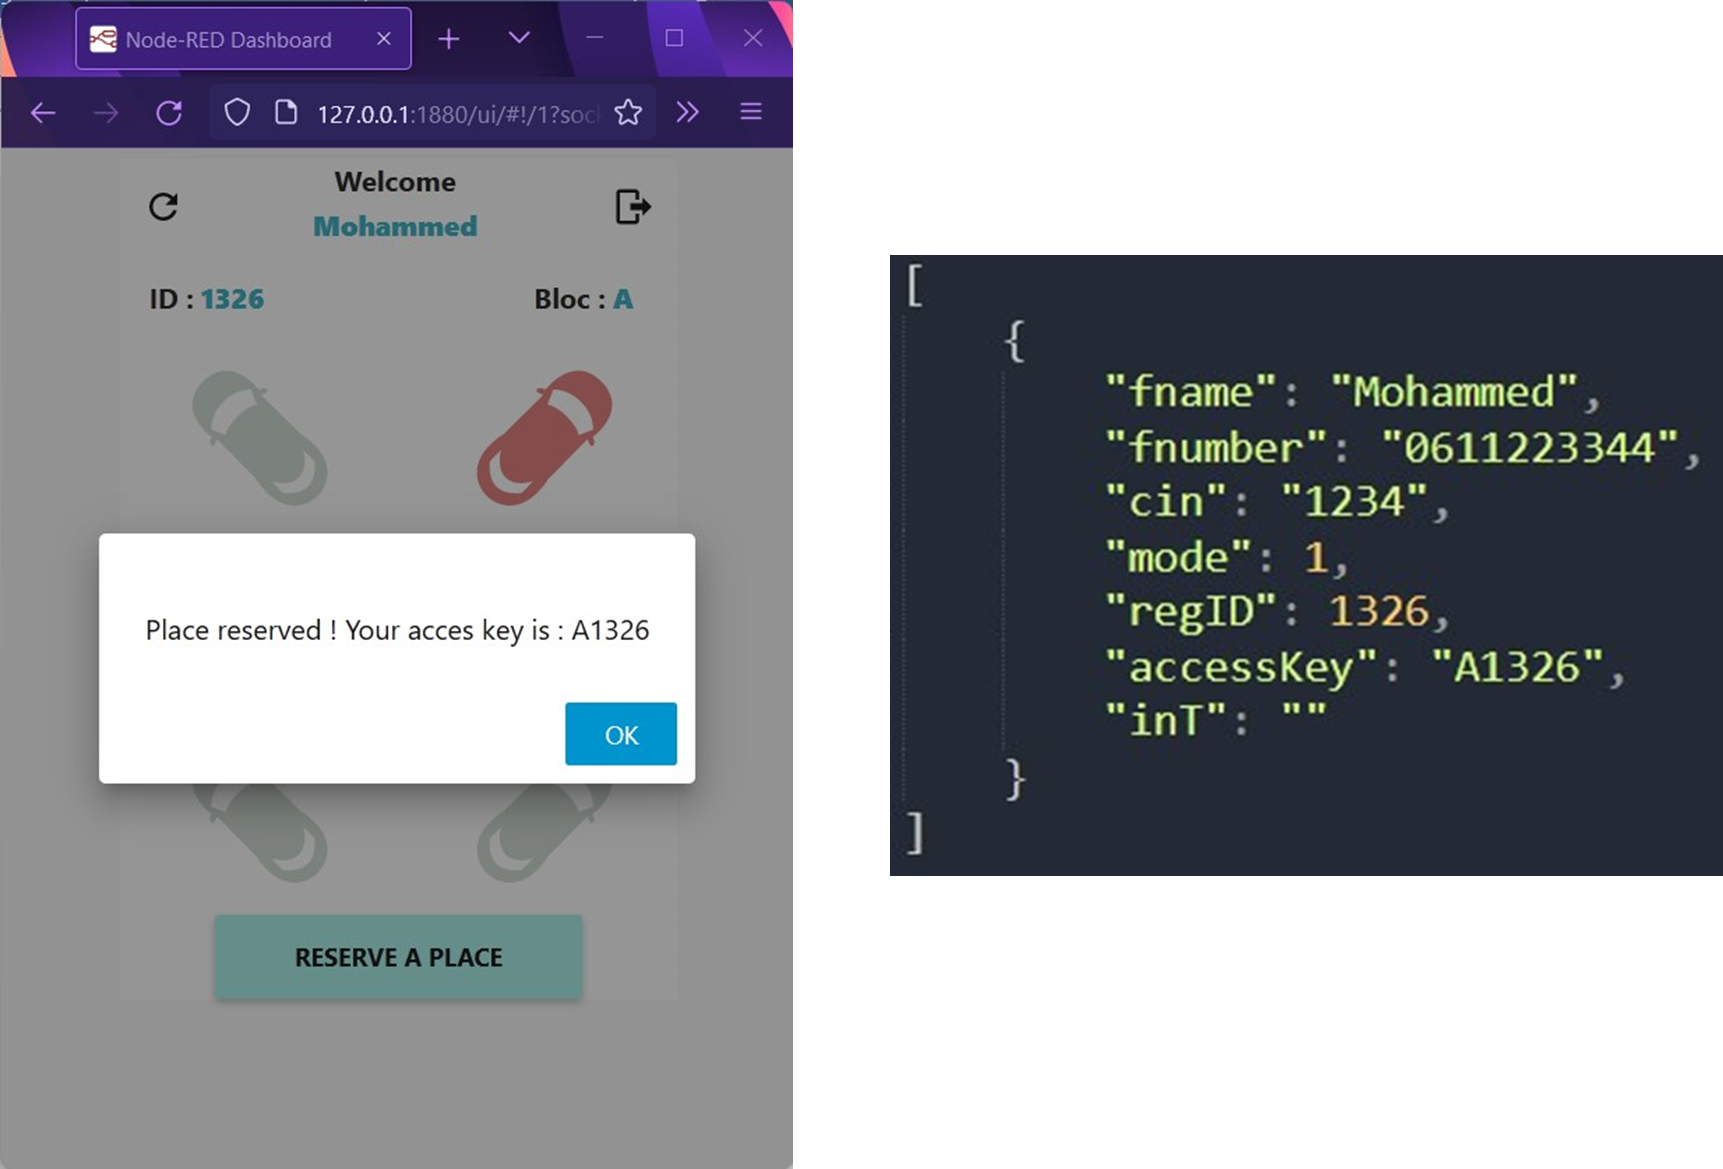 Node-RED Dashboard
127.0.0.1:1880/ui/#!/1?sock
Welcome
Mohammed
ID : 1326
Bloc : A
Place reserved ! Your acces key is : A1326
OK
RESERVE A PLACE
[
{
"fname": "Mohammed",
"fnumber": "0611223344",
"cin": "1234",
"mode": 1,
"regID": 1326,
"accessKey": "A1326",
"inT": ""
}
]